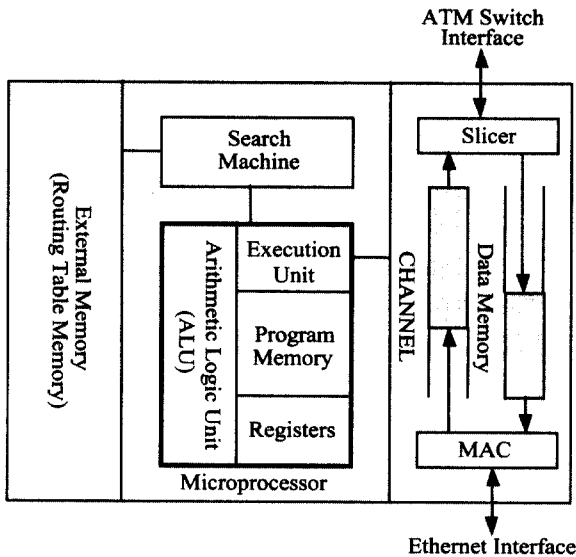 ATM Switch
Interface
External Memory
(Routing Table Memory)
Search
Machine
Arithmetic Logic Unit
(ALU)
Execution
Unit
Program
Memory
Registers
Microprocessor
CHANNEL
Slicer
Data Memory
MAC
Ethernet Interface